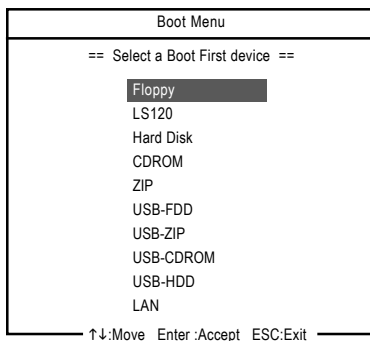 Boot Menu
== Select a Boot First device ==
Floppy
LS120
Hard Disk
CDROM
ZIP
USB-FDD
USB-ZIP
USB-CDROM
USB-HDD
LAN
↑↓:Move Enter :Accept ESC:Exit